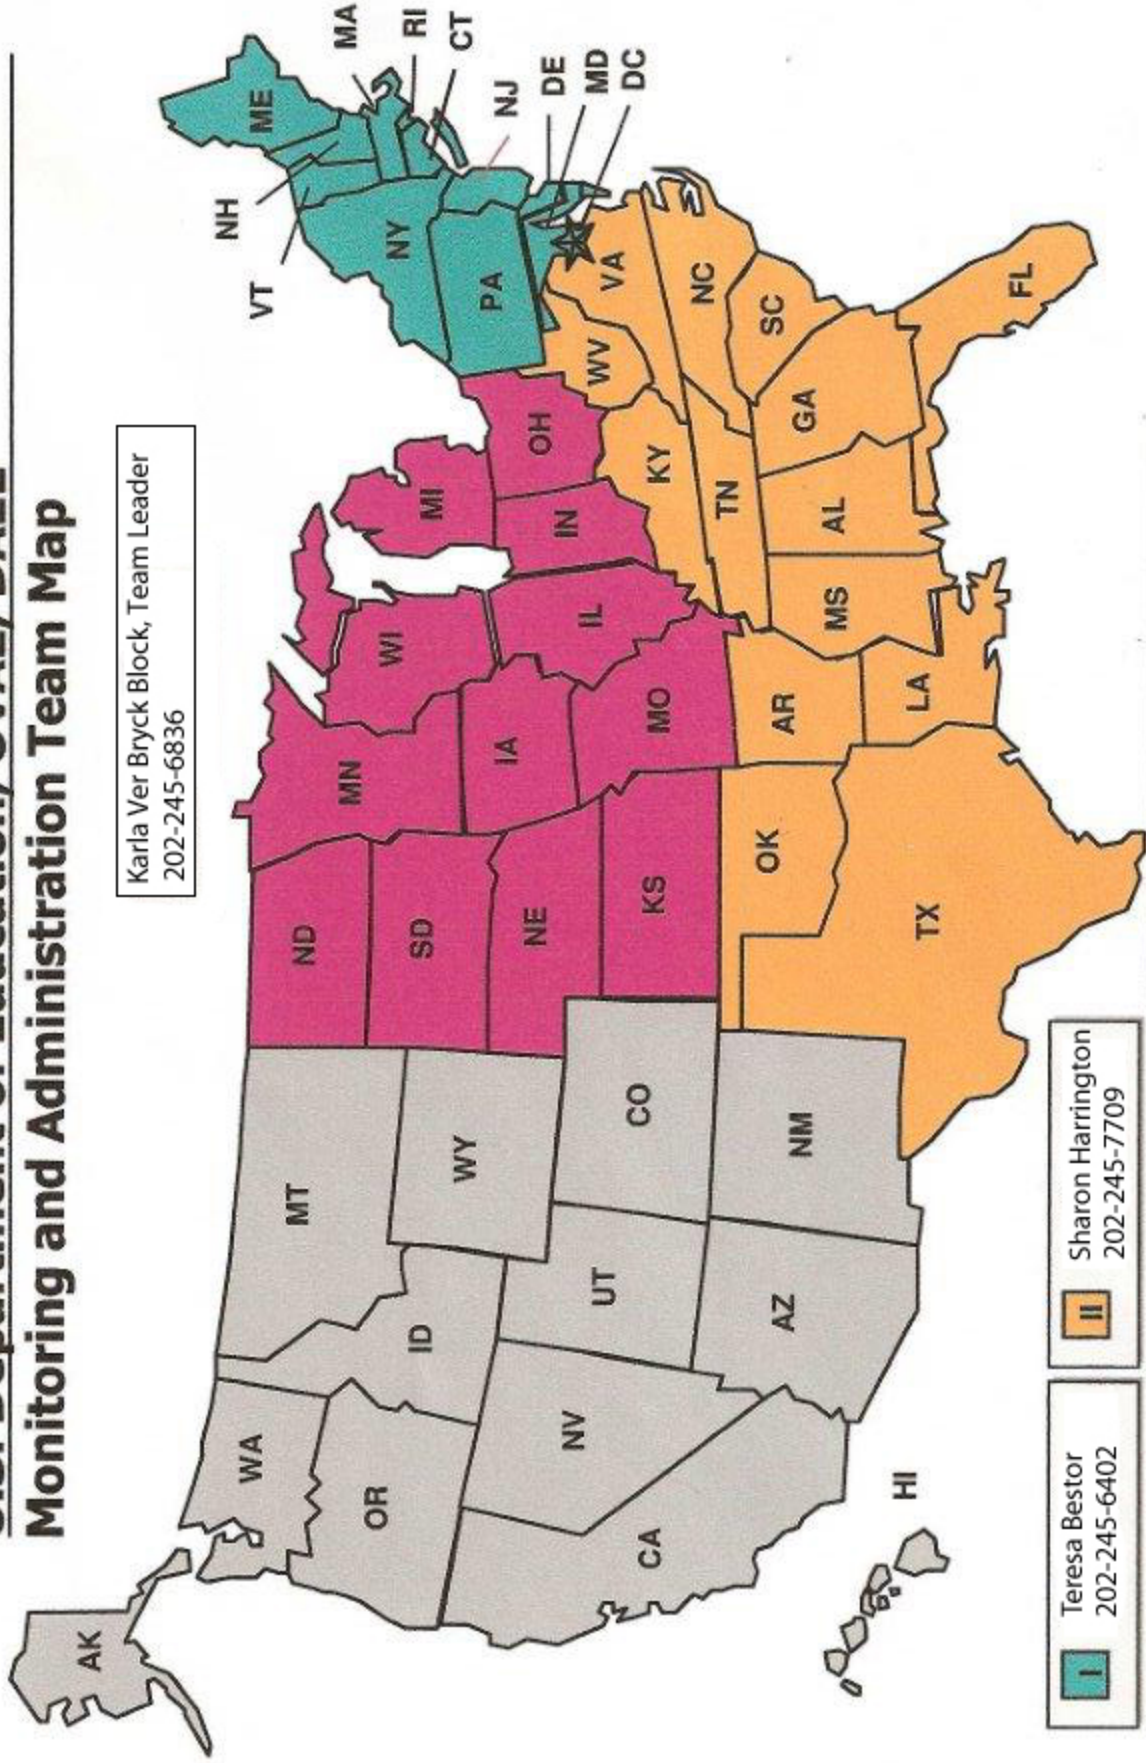 U.S. Department of Education,
Monitoring and Administration Team Map
Karla Ver Bryck Block, Team Leader
202-245-6836
AK
WA
OR
CA
NV
ID
MT
WY
UT
AZ
CO
NM
HI
ND
SD
NE
KS
MN
IA
MO
WI
IL
MI
IN
OH
OK
TX
AR
LA
KY
TN
MS
AL
GA
FL
SC
NC
VA
WV
PA
NY
VT
NH
ME
MA
RI
CT
NJ
DE
MD
DC
I
Teresa Bestor
202-245-6402
II
Sharon Harrington
202-245-7709